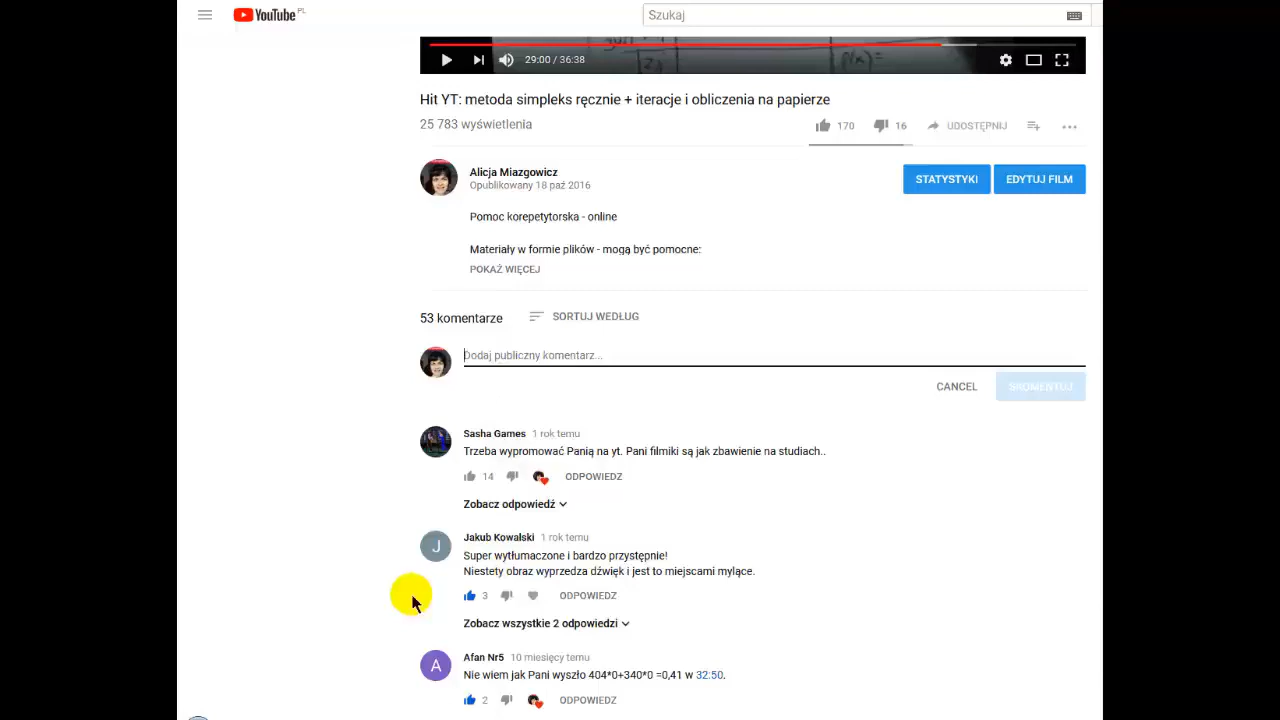 YouTube PL
Szukaj
29:00 / 36:38
Hit YT: metoda simpleks ręcznie + iteracje i obliczenia na papierze
25 783 wyświetlenia
170
16
UDOSTĘPNIJ
Alicja Miazgowicz
Opublikowany 18 paź 2016
STATYSTYKI
EDYTUJ FILM
Pomoc korepetytorska - online
Materiały w formie plików - mogą być pomocne:
POKAŻ WIĘCEJ
53 komentarze
SORTUJ WEDŁUG
Dodaj publiczny komentarz...
CANCEL
SKOMENTUJ
Sasha Games 1 rok temu
Trzeba wypromować Panią na yt. Pani filmiki są jak zbawienie na studiach..
14 ODPOWIEDZ
Zobacz odpowiedź
J
Jakub Kowalski 1 rok temu
Super wytłumaczone i bardzo przystępnie!
Niestety obraz wyprzedza dźwięk i jest to miejscami mylące.
3 ODPOWIEDZ
Zobacz wszystkie 2 odpowiedzi
A
Afan Nr5 10 miesięcy temu
Nie wiem jak Pani wyszło 404*0+340*0 =0,41 w 32:50.
2 ODPOWIEDZ